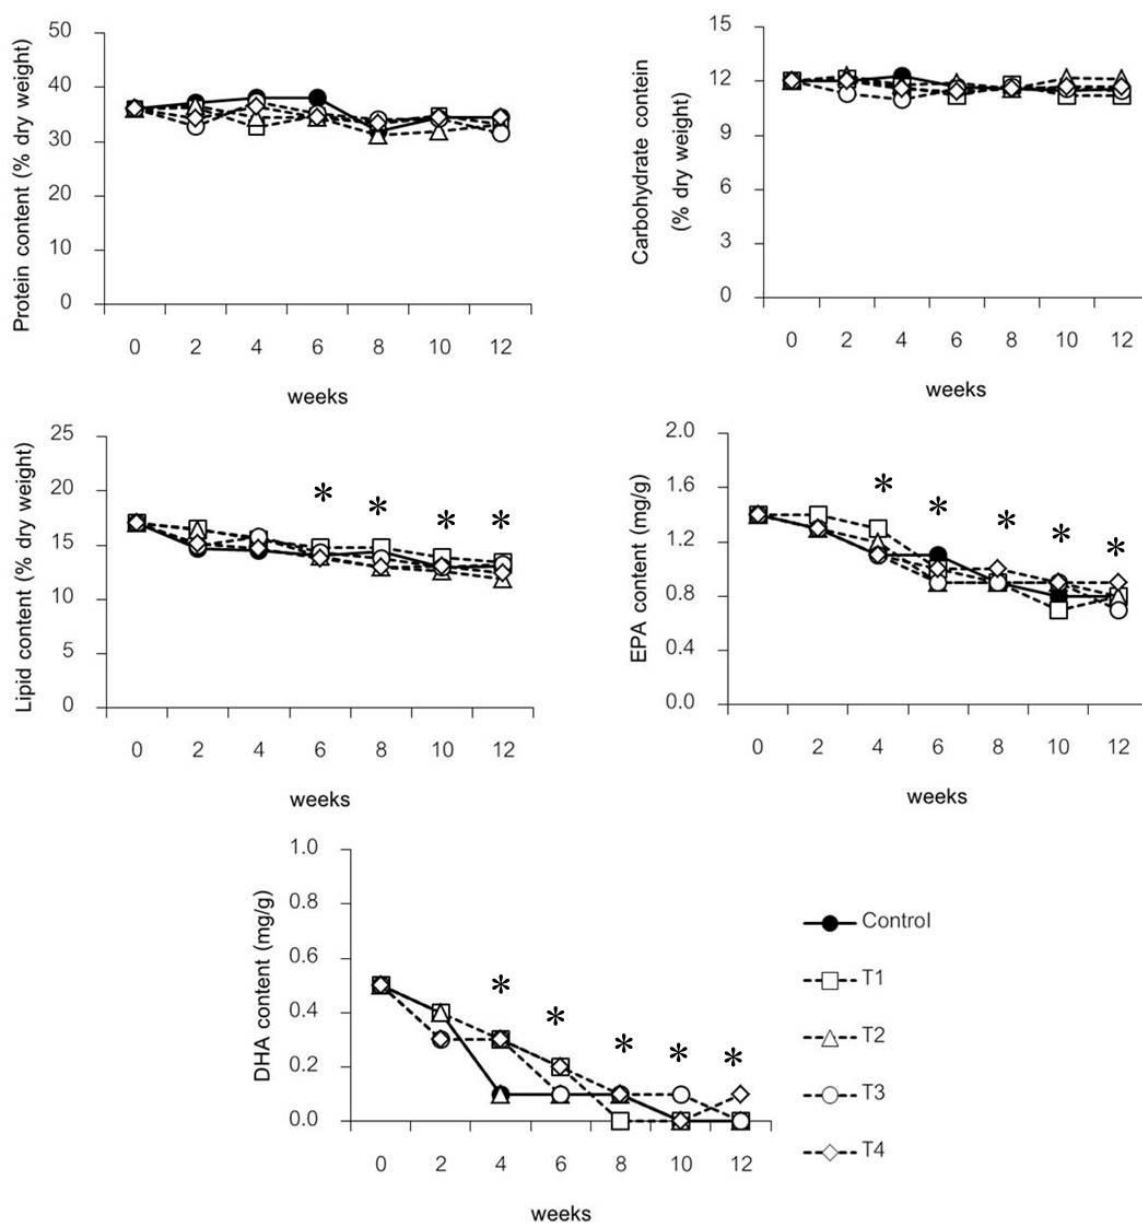 Protein content (% dry weight)
50
40
30
20
10
0
0 2 4 6 8 10 12
weeks
Carbohydrate contein
(% dry weight)
15
12
9
6
3
0
0 2 4 6 8 10 12
weeks
Lipid content (% dry weight)
25
20
15
10
5
0
* * * *
0 2 4 6 8 10 12
weeks
EPA content (mg/g)
2.0
1.6
1.2
0.8
0.4
0.0
* * * * *
0 2 4 6 8 10 12
weeks
DHA content (mg/g)
1.0
0.8
0.6
0.4
0.2
0.0
* * * * *
0 2 4 6 8 10 12
weeks
Control
T1
T2
T3
T4